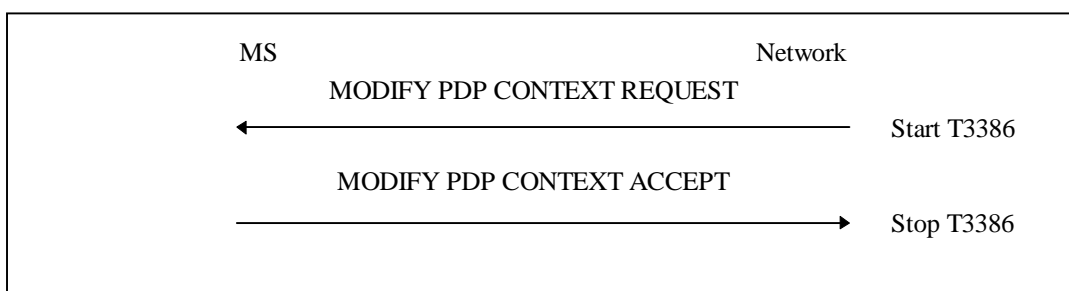 MS Network
MODIFY PDP CONTEXT REQUEST
Start T3386
MODIFY PDP CONTEXT ACCEPT
Stop T3386